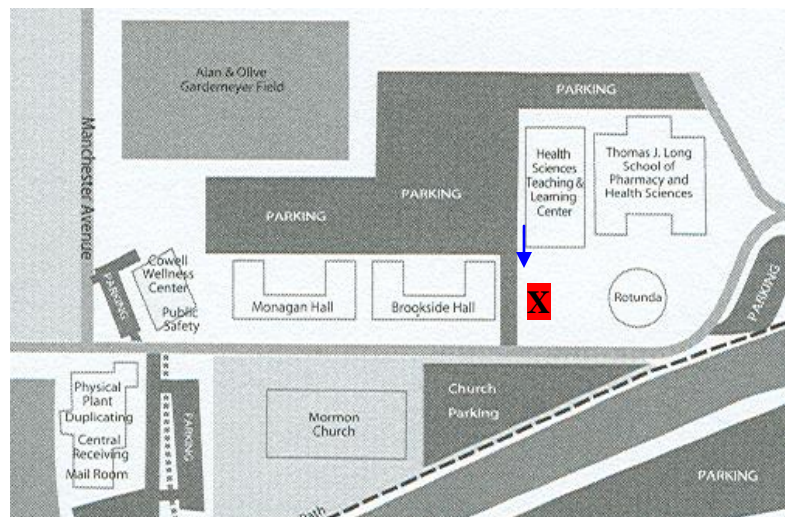 Alan & Olive
Gardemeyer Field
PARKING
Manchester Avenue
Health
Sciences
Teaching &
Learning
Center
Thomas J. Long
School of
Pharmacy and
Health Sciences
PARKING
PARKING
Cowell
Wellness
Center
Public
Safety
PARKING
Monagan Hall
Brookside Hall
X
Rotunda
PARKING
Physical
Plant
Duplicating
Central
Receiving
Mail Room
PARKING
Mormon
Church
Church
Parking
PARKING
Path